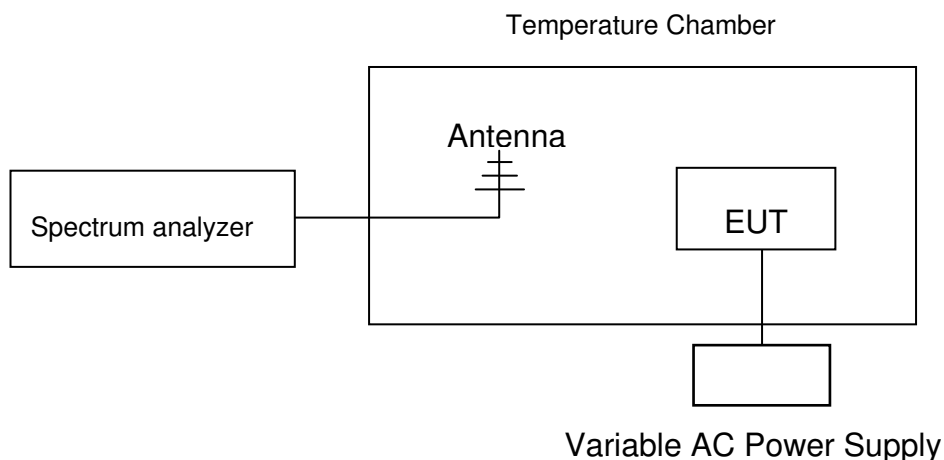 Temperature Chamber
Antenna
Spectrum analyzer
EUT
Variable AC Power Supply